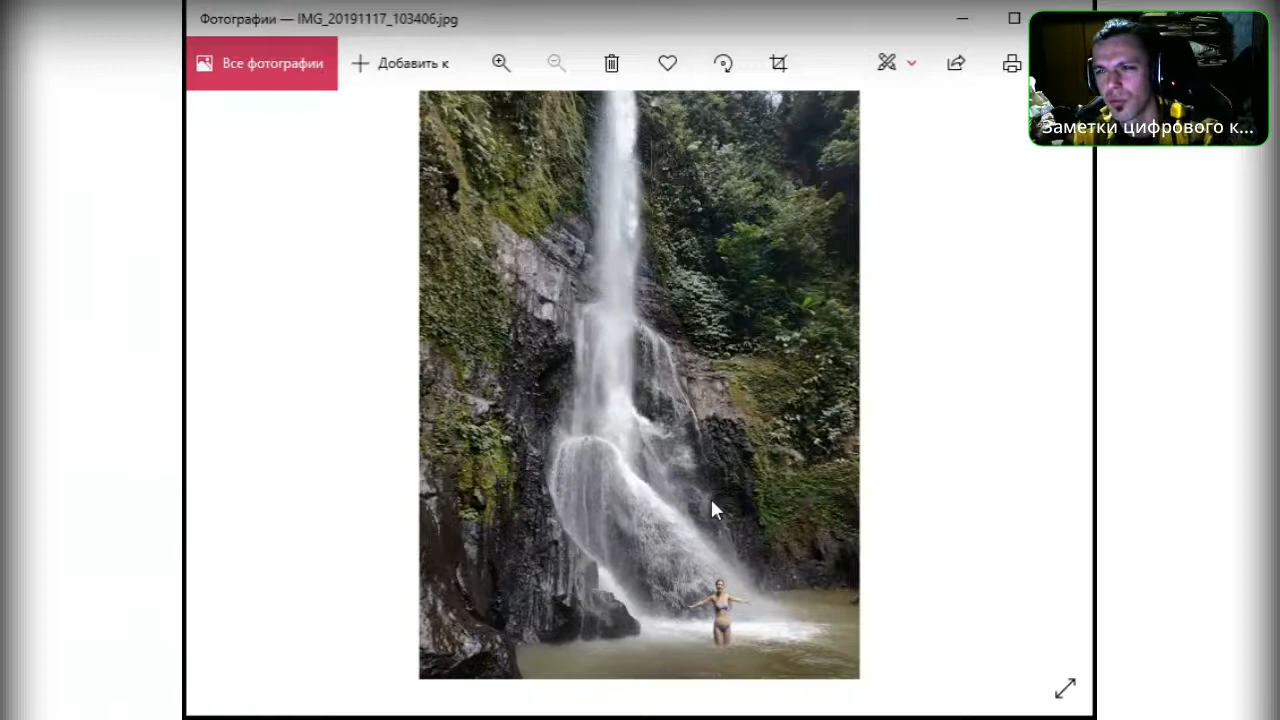 Фотографии — IMG_20191117_103406.jpg
Все фотографии
Добавить к
Заметки цифрового к...